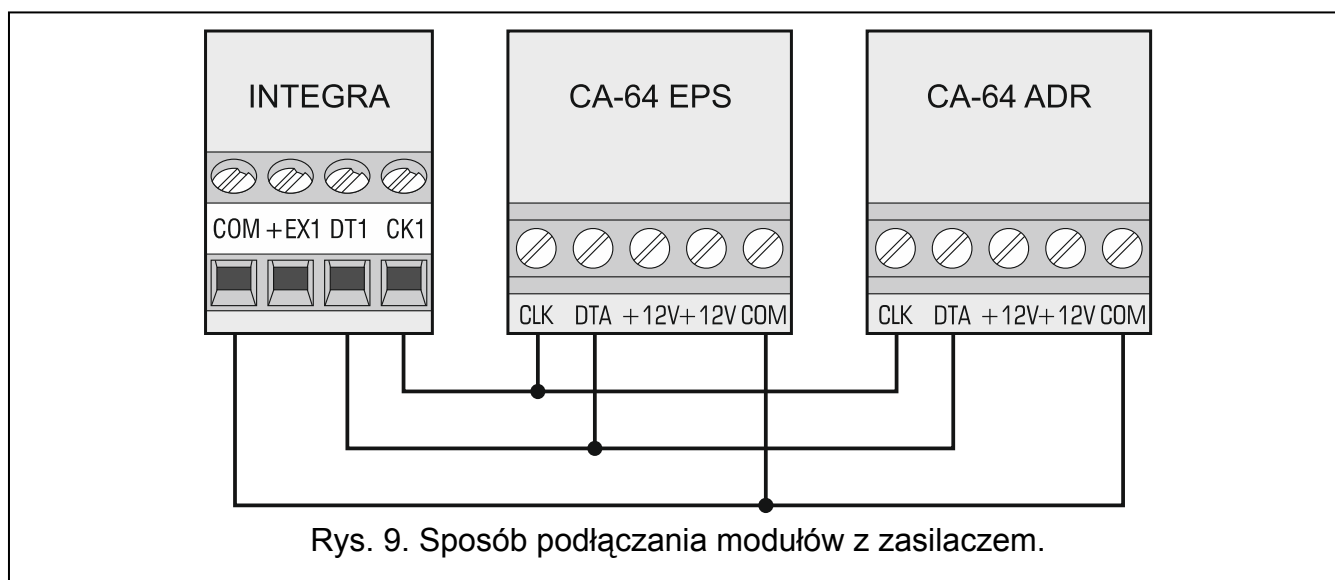 INTEGRA
COM +EX1 DT1 CK1
CA-64 EPS
CLK DTA +12V +12V COM
CA-64 ADR
CLK DTA +12V +12V COM
Rys. 9. Sposób podłączania modułów z zasilaczem.